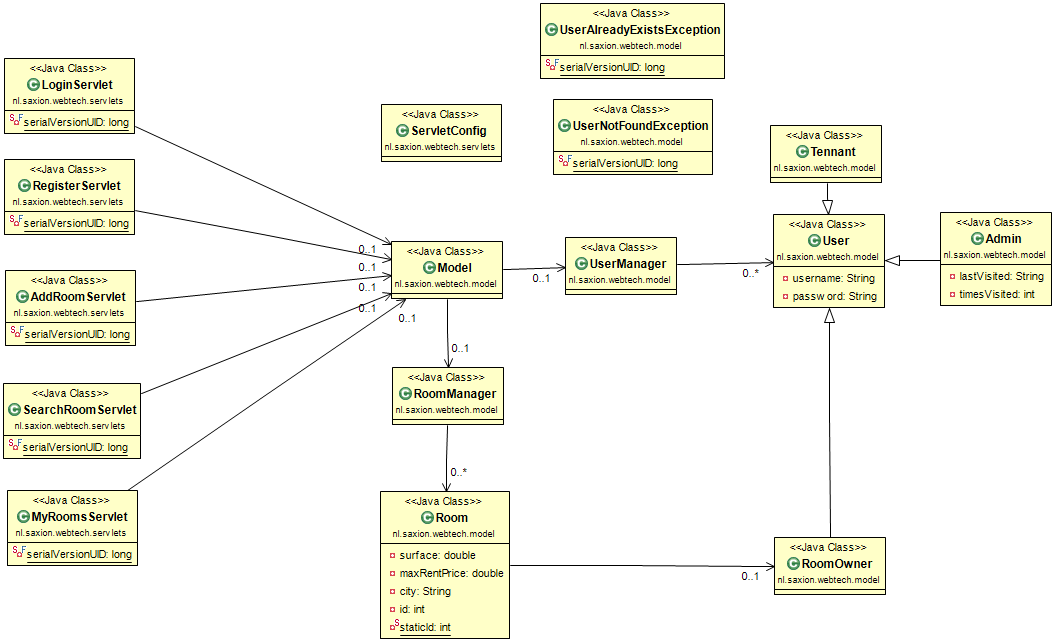 <<Java Class>>
UserAlreadyExistsException
nl.saxion.webtech.model
serialVersionUID: long
<<Java Class>>
LoginServlet
nl.saxion.webtech.servlets
serialVersionUID: long
<<Java Class>>
ServletConfig
nl.saxion.webtech.servlets
<<Java Class>>
UserNotFoundException
nl.saxion.webtech.model
serialVersionUID: long
<<Java Class>>
Tennant
nl.saxion.webtech.model
<<Java Class>>
RegisterServlet
nl.saxion.webtech.servlets
serialVersionUID: long
<<Java Class>>
Model
nl.saxion.webtech.model
<<Java Class>>
UserManager
nl.saxion.webtech.model
<<Java Class>>
User
nl.saxion.webtech.model
username: String
password: String
<<Java Class>>
Admin
nl.saxion.webtech.model
lastVisited: String
timesVisited: int
0..1
0..1
0..1
0..1
0..1
0..1
0..*
<<Java Class>>
AddRoomServlet
nl.saxion.webtech.servlets
serialVersionUID: long
0..1
<<Java Class>>
RoomManager
nl.saxion.webtech.model
<<Java Class>>
SearchRoomServlet
nl.saxion.webtech.servlets
serialVersionUID: long
0..*
<<Java Class>>
MyRoomsServlet
nl.saxion.webtech.servlets
serialVersionUID: long
<<Java Class>>
Room
nl.saxion.webtech.model
surface: double
maxRentPrice: double
city: String
id: int
staticId: int
0..1
<<Java Class>>
RoomOwner
nl.saxion.webtech.model